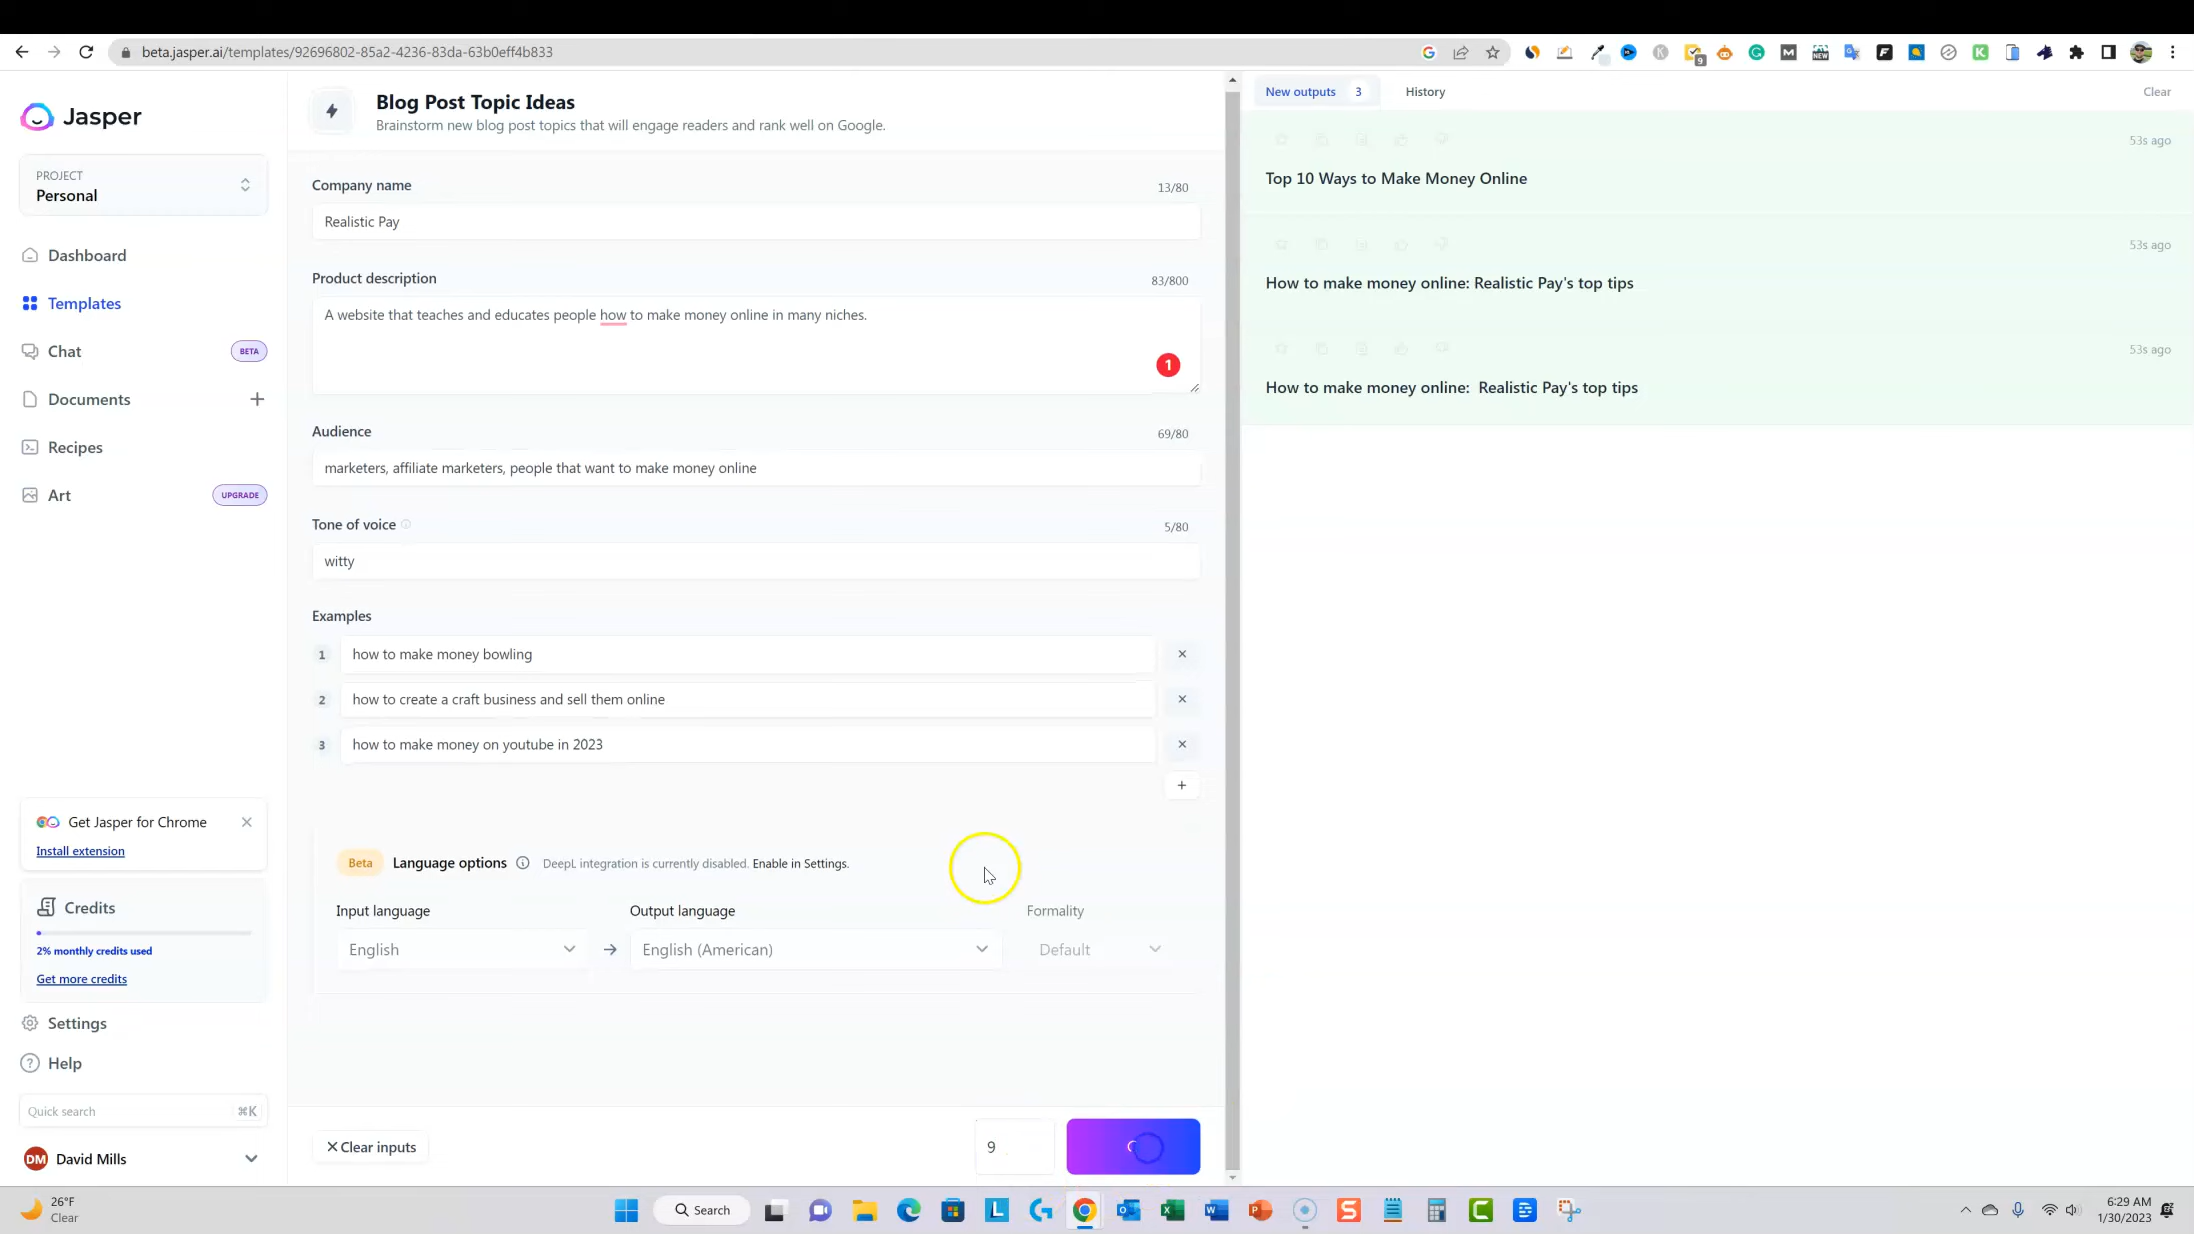 beta.jasper.ai/templates/92696802-85a2-4236-83da-63b0eff4b833
9
NEW
Jasper
PROJECT
Personal
Dashboard
Templates
Chat
BETA
Documents
Recipes
Art
UPGRADE
Get Jasper for Chrome
Install extension
Credits
2% monthly credits used
Get more credits
Settings
Help
Quick search
⌘K
DM
David Mills
Blog Post Topic Ideas
Brainstorm new blog post topics that will engage readers and rank well on Google.
Company name
13/80
Realistic Pay
Product description
83/800
A website that teaches and educates people how to make money online in many niches.
1
Audience
69/80
marketers, affiliate marketers, people that want to make money online
Tone of voice
5/80
witty
Examples
1 how to make money bowling
2 how to create a craft business and sell them online
3 how to make money on youtube in 2023
Beta Language options DeepL integration is currently disabled. Enable in Settings.
Input language
Output language
Formality
English
English (American)
Default
Clear inputs
9
New outputs 3
History
Clear
53s ago
Top 10 Ways to Make Money Online
53s ago
How to make money online: Realistic Pay's top tips
53s ago
How to make money online:  Realistic Pay's top tips
26°F
Clear
Search
6:29 AM
1/30/2023